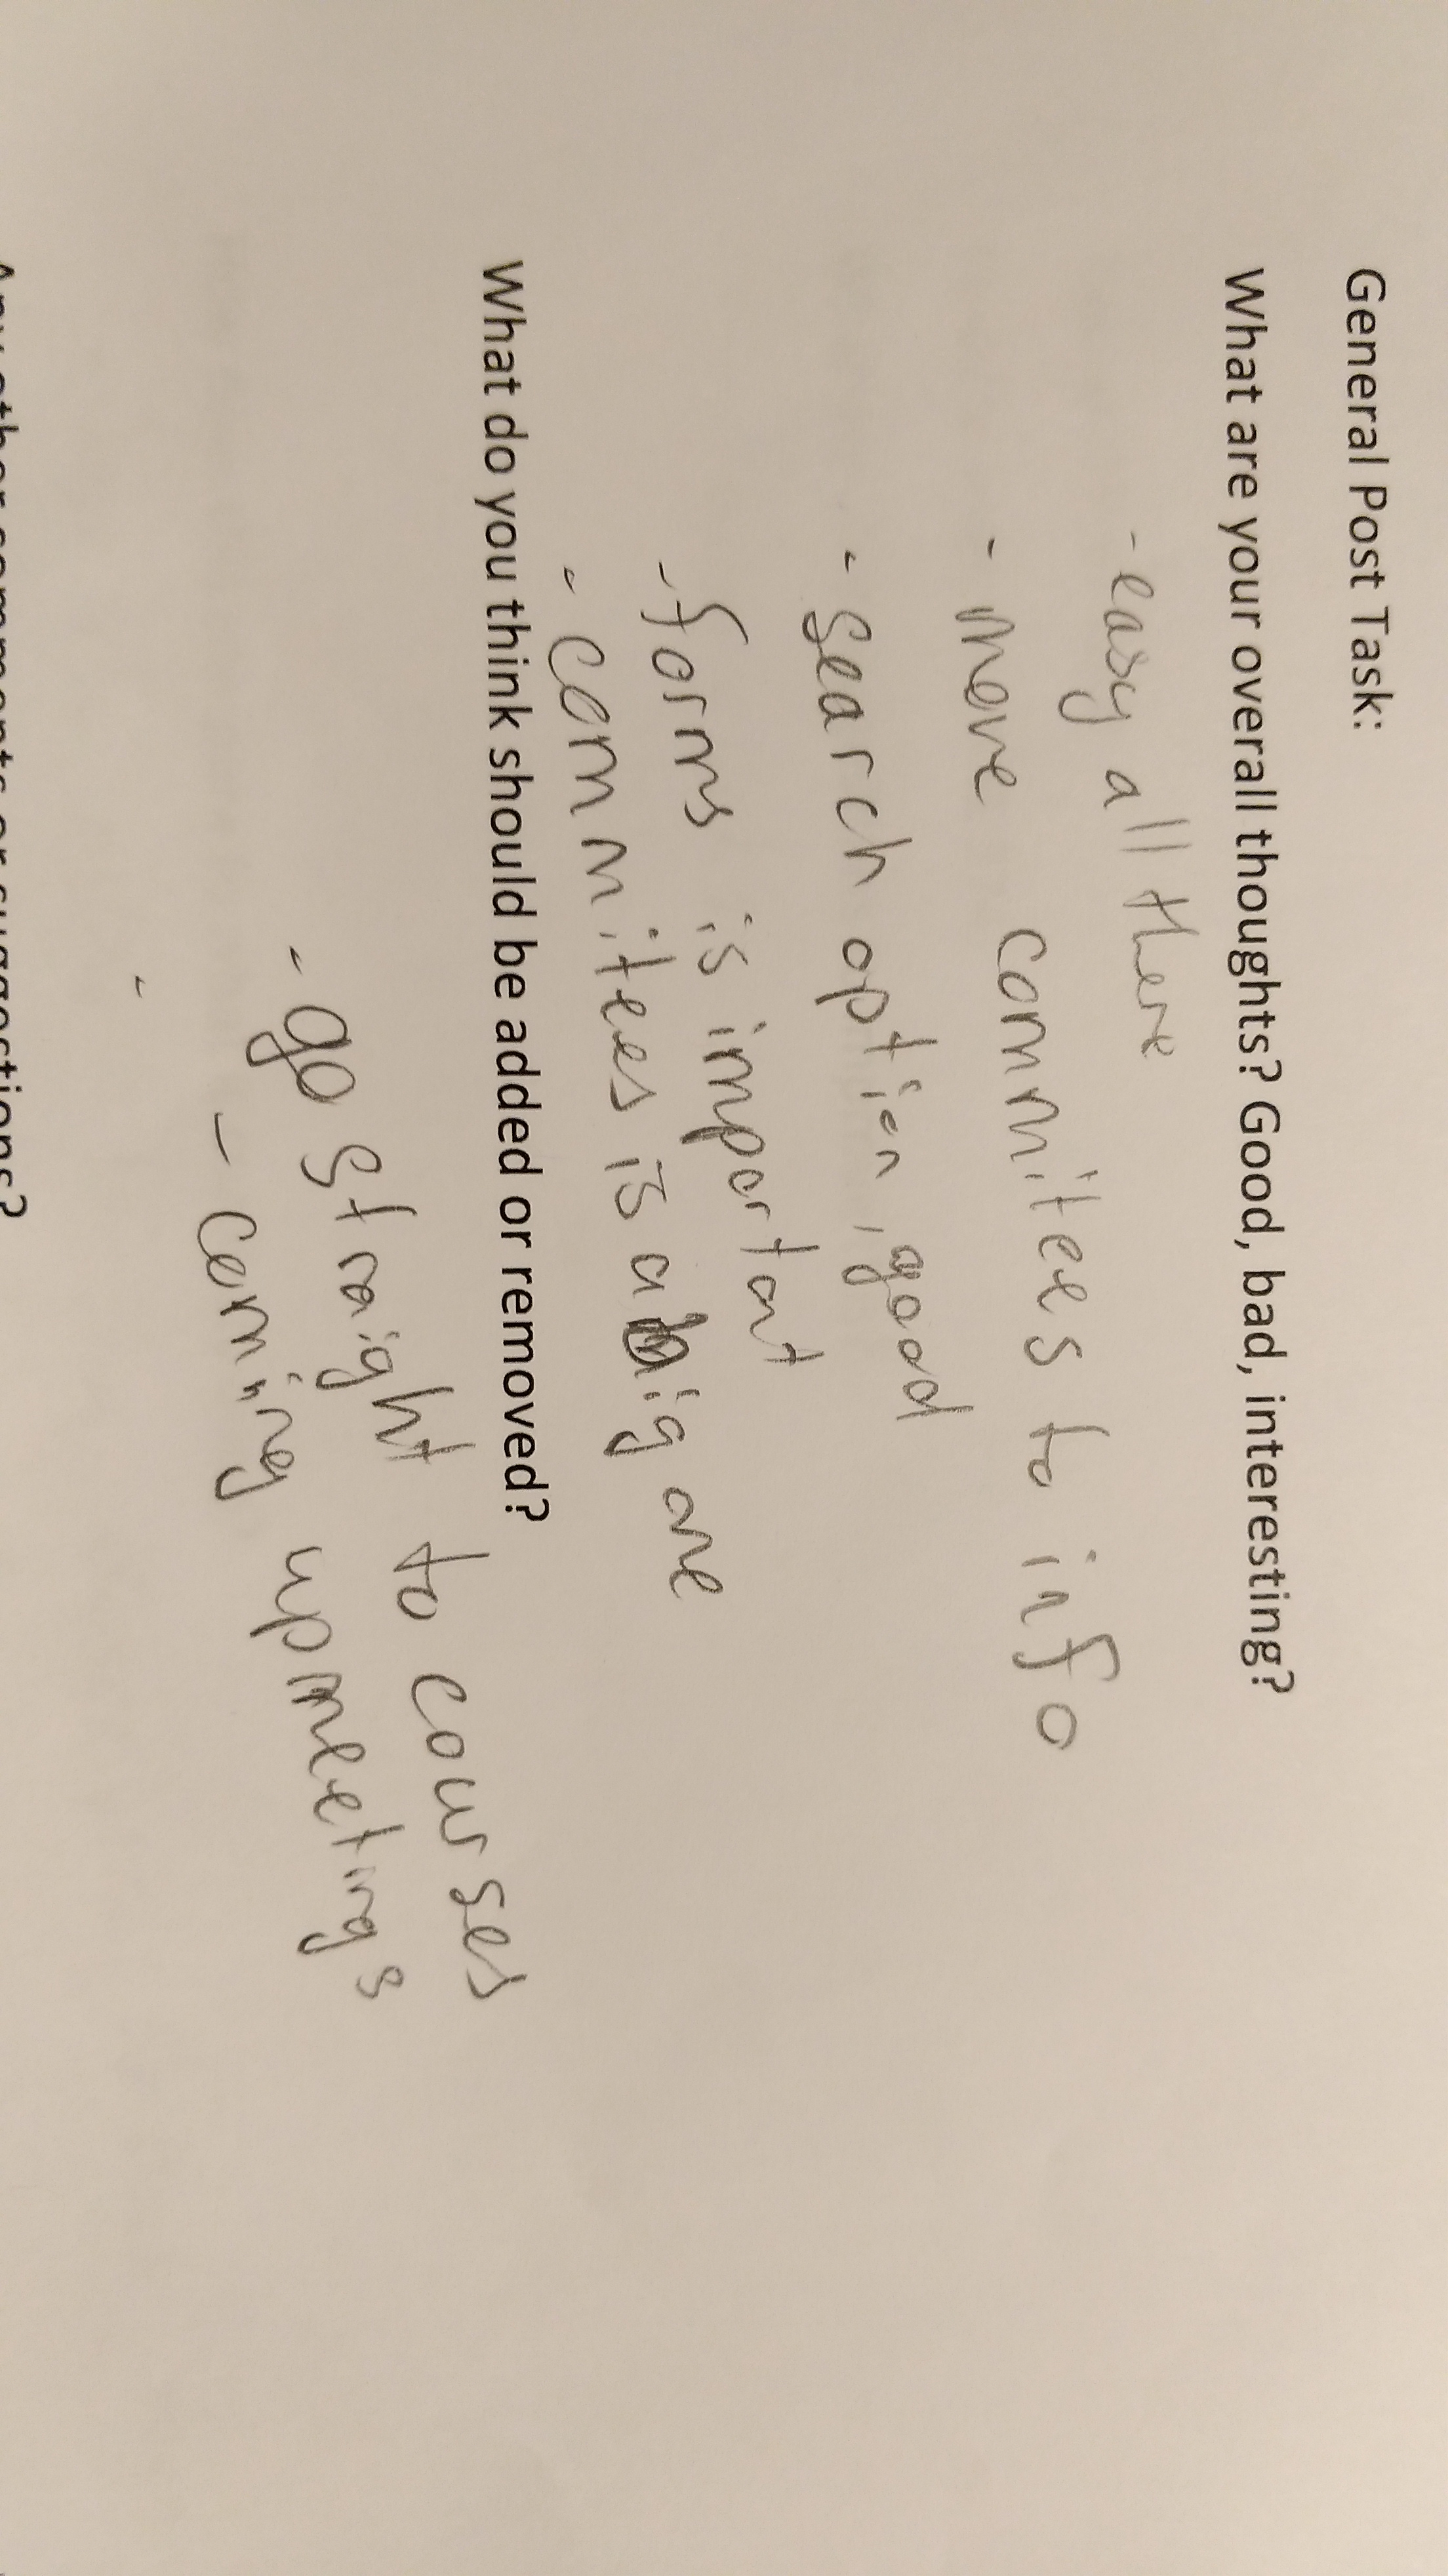 General Post Task:
What are your overall thoughts? Good, bad, interesting?
- easy all there
- move commitees to info
- search option, good
- forms is important
- commitees is a big one
What do you think should be added or removed?
- go straight to courses
- coming up meetings
-
Any other comments or suggestions?